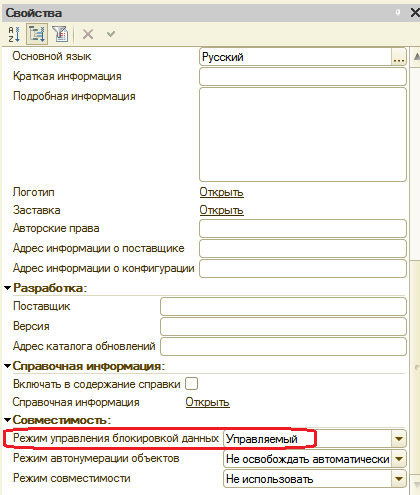 Свойства
Основной язык Русский ...
Краткая информация
Подробная информация
Логотип Открыть
Заставка Открыть
Авторские права
Адрес информации о поставщике
Адрес информации о конфигурации
Разработка:
Поставщик
Версия
Адрес каталога обновлений
Справочная информация:
Включать в содержание справки
Справочная информация Открыть
Совместимость:
Режим управления блокировкой данных Управляемый
Режим автонумерации объектов Не освобождать автоматически
Режим совместимости Не использовать